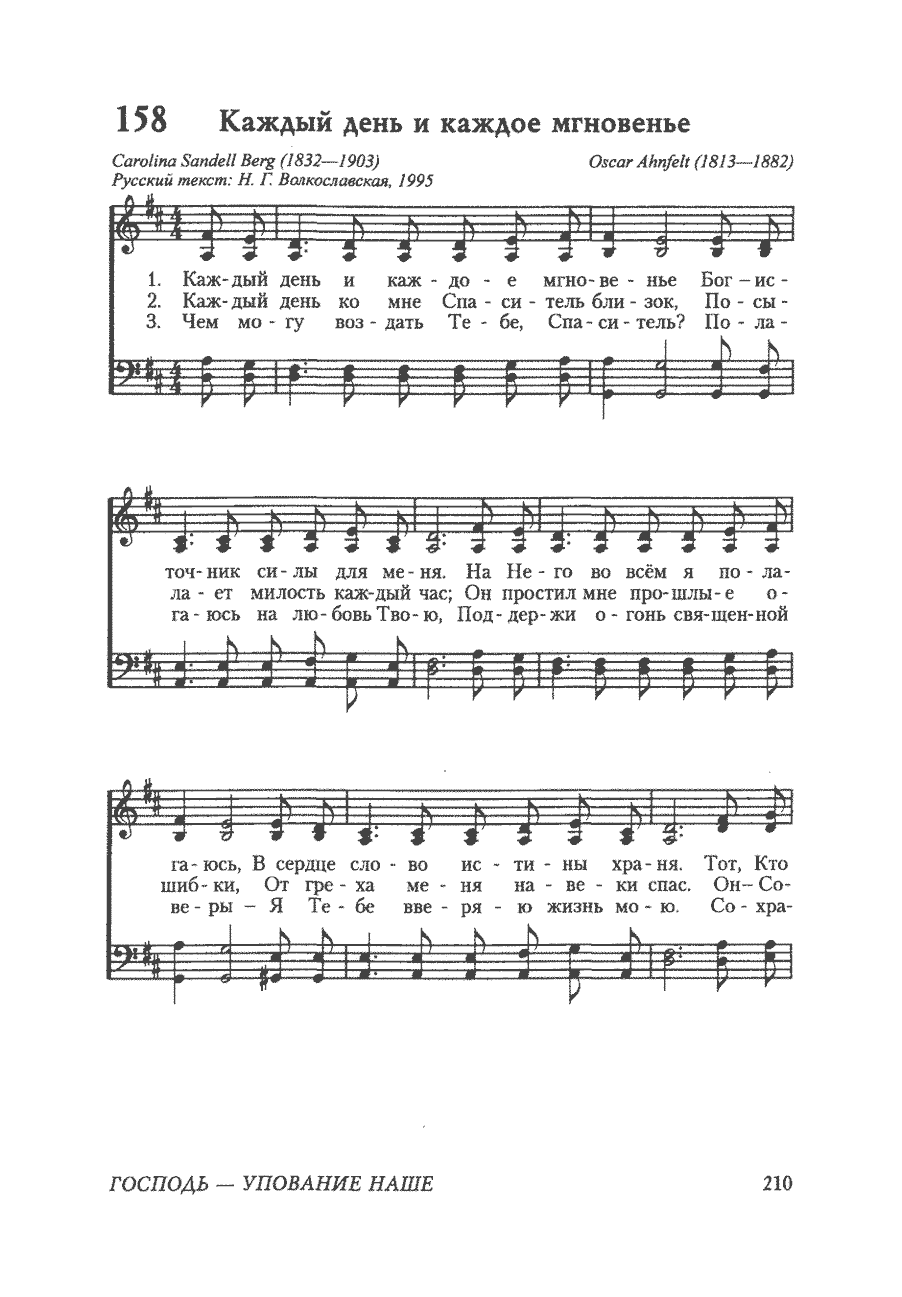 158 Каждый день и каждое мгновенье
Carolina Sandell Berg (1832—1903) Oscar Ahnfelt (1813—1882)
Русский текст: Н. Г. Волкославская, 1995
1. Каж- дый день и каж - до - е мгно- ве - нье Бог – ис -
2. Каж- дый день ко мне Спа - си - тель бли - зок, По - сы -
3. Чем мо - гу воз - дать Те - бе, Спа- си - тель? По - ла -
точ- ник си- лы для ме- ня. На Не - го во всём я по - ла-
ла - ет милость каж-дый час; Он простил мне про-шлы- е о -
га - юсь на лю- бовь Тво- ю, Под- дер- жи о - гонь свя-щен-ной
га- юсь, В сердце сло - во ис - ти - ны хра- ня. Тот, Кто
шиб- ки, От гре - ха ме - ня на - ве - ки спас. Он– Со-
ве - ры – Я Те - бе вве - ря - ю жизнь мо - ю. Со - хра-
ГОСПОДЬ — УПОВАНИЕ НАШЕ 210